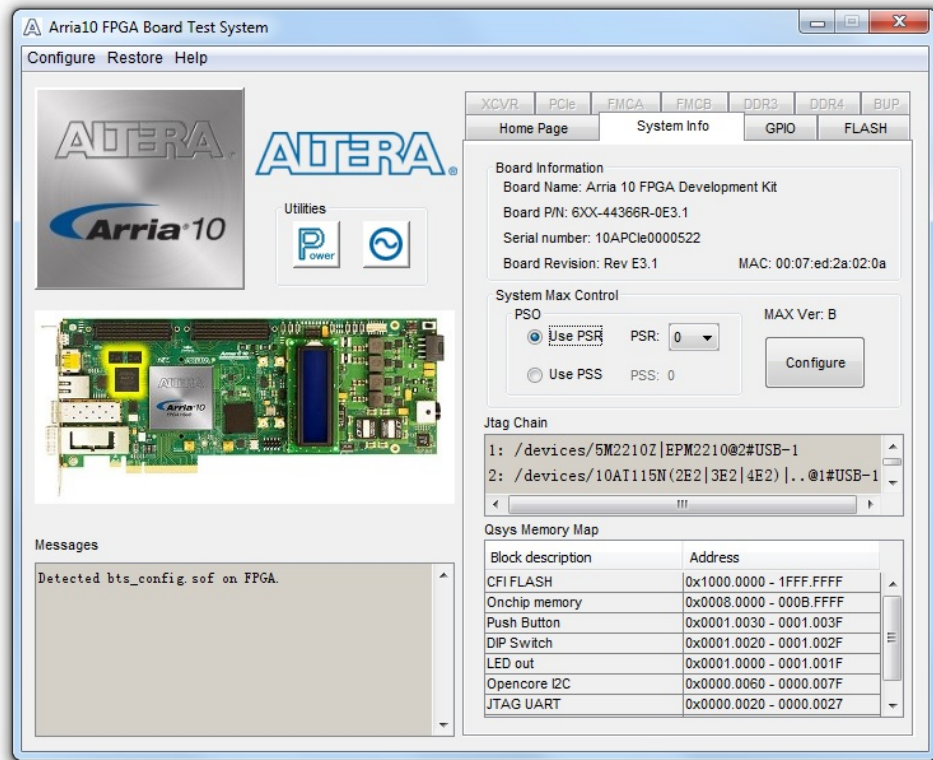 Arria10 FPGA Board Test System
Configure Restore Help
ALTERA
Arria 10
ALTERA®
Utilities
Power
ALTERA
Arria 10
Messages
Detected bts_config.sof on FPGA.
XCVR PCIe FMCA FMCB DDR3 DDR4 BUP
Home Page System Info GPIO FLASH
Board Information
Board Name: Arria 10 FPGA Development Kit
Board P/N: 6XX-44366R-0E3.1
Serial number: 10APCIe0000522
Board Revision: Rev E3.1 MAC: 00:07:ed:2a:02:0a
System Max Control
PSO MAX Ver: B
Use PSR PSR: 0
Configure
Use PSS PSS: 0
Jtag Chain
1: /devices/5M2210Z|EPM2210@2#USB-1
2: /devices/10AT115N(2E2|3E2|4E2)|..@1#USB-1
Qsys Memory Map
Block description Address
CFI FLASH 0x1000.0000 - 1FFF.FFFF
Onchip memory 0x0008.0000 - 000B.FFFF
Push Button 0x0001.0030 - 0001.003F
DIP Switch 0x0001.0020 - 0001.002F
LED out 0x0001.0000 - 0001.001F
Opencore I2C 0x0000.0060 - 0000.007F
JTAG UART 0x0000.0020 - 0000.0027